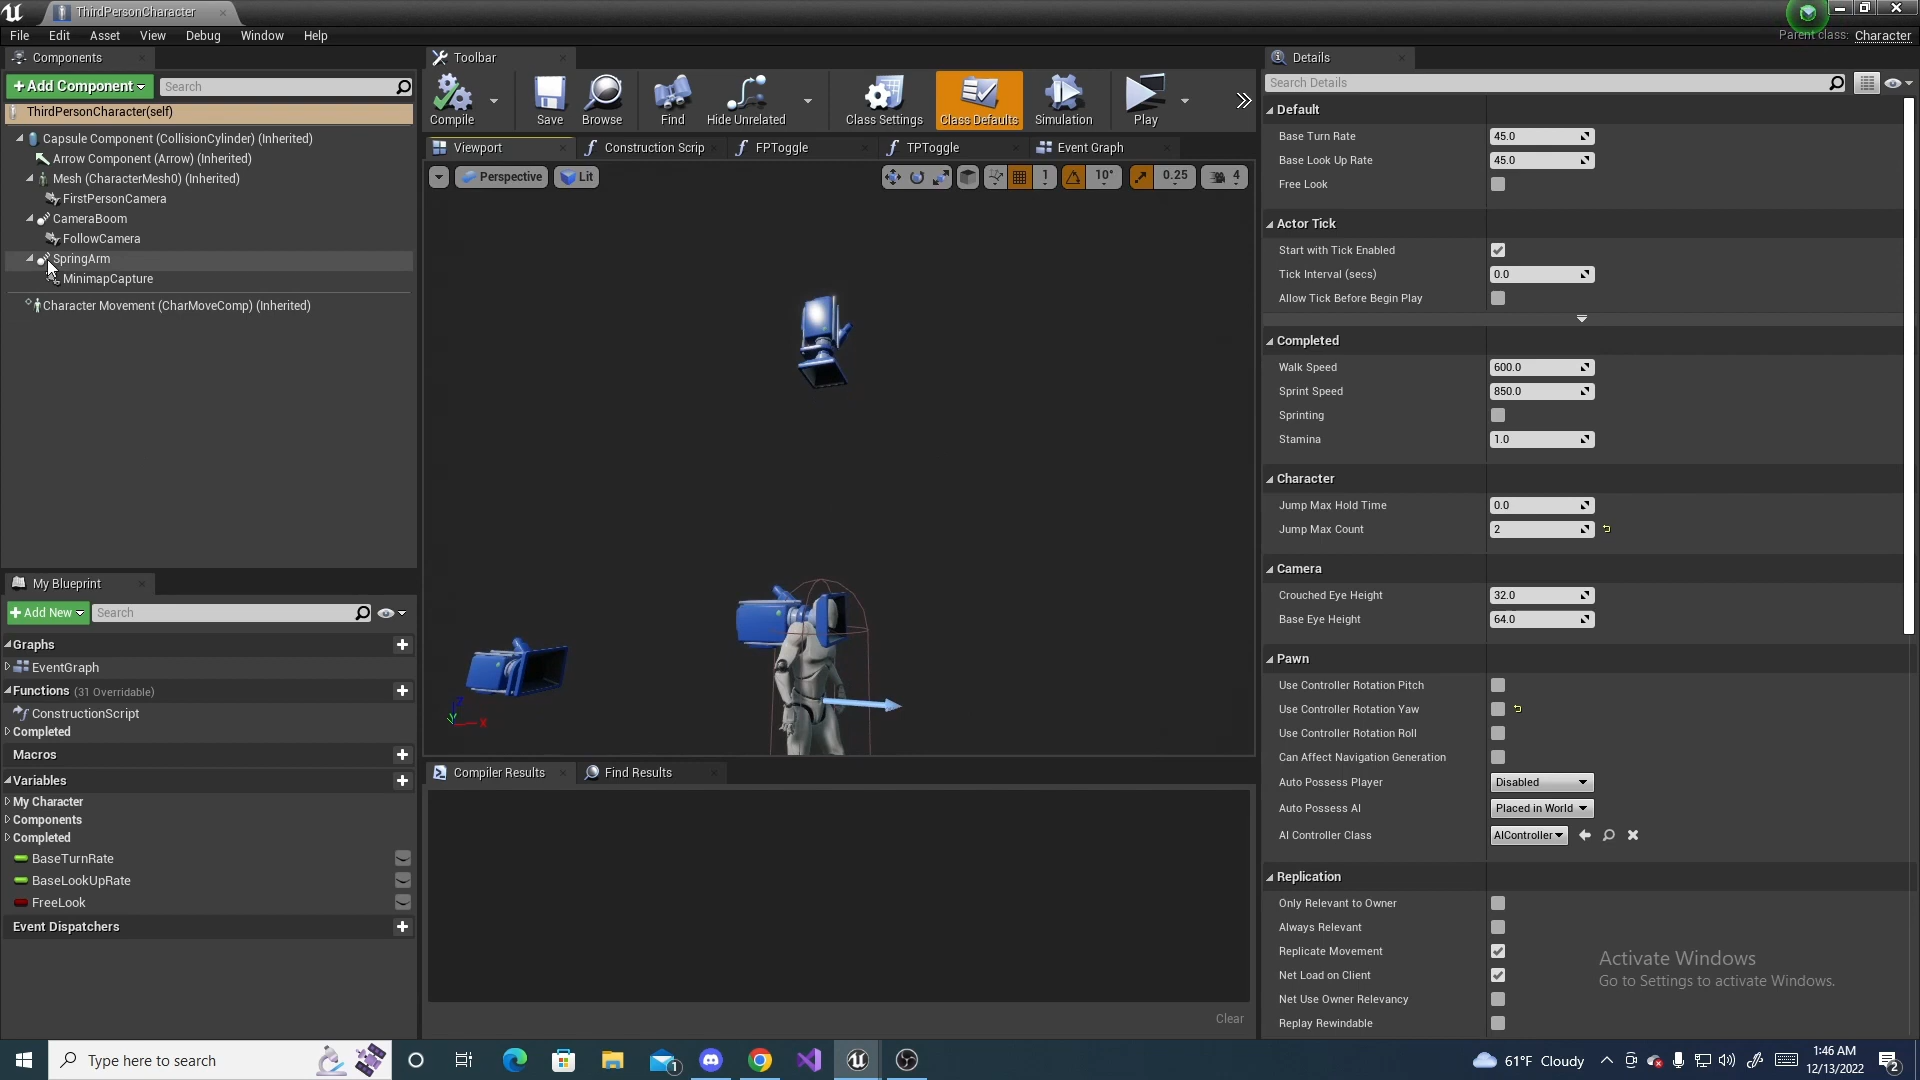 ThirdPersonCharacter
File Edit Asset View Debug Window Help
Parent class: Character
Components
+Add Component
Search
ThirdPersonCharacter(self)
Capsule Component (CollisionCylinder) (Inherited)
Arrow Component (Arrow) (Inherited)
Mesh (CharacterMesh0) (Inherited)
FirstPersonCamera
CameraBoom
FollowCamera
SpringArm
MinimapCapture
Character Movement (CharMoveComp) (Inherited)
My Blueprint
+Add New
Search
Graphs
EventGraph
Functions (31 Overridable)
ConstructionScript
Completed
Macros
Variables
My Character
Components
Completed
BaseTurnRate
BaseLookUpRate
FreeLook
Event Dispatchers
Toolbar
Compile Save Browse Find Hide Unrelated Class Settings Class Defaults Simulation Play
Viewport Construction Scrip FPToggle TPToggle Event Graph
Perspective Lit 1 10° 0.25 4
Z X Y
Compiler Results Find Results
Clear
Details
Search Details
Default
Base Turn Rate 45.0
Base Look Up Rate 45.0
Free Look
Actor Tick
Start with Tick Enabled
Tick Interval (secs) 0.0
Allow Tick Before Begin Play
Completed
Walk Speed 600.0
Sprint Speed 850.0
Sprinting
Stamina 1.0
Character
Jump Max Hold Time 0.0
Jump Max Count 2
Camera
Crouched Eye Height 32.0
Base Eye Height 64.0
Pawn
Use Controller Rotation Pitch
Use Controller Rotation Yaw
Use Controller Rotation Roll
Can Affect Navigation Generation
Auto Possess Player Disabled
Auto Possess AI Placed in World
AI Controller Class AIController
Replication
Only Relevant to Owner
Always Relevant
Replicate Movement
Net Load on Client
Net Use Owner Relevancy
Replay Rewindable
Activate Windows
Go to Settings to activate Windows.
Type here to search
1
61°F Cloudy
1:46 AM
12/13/2022
2